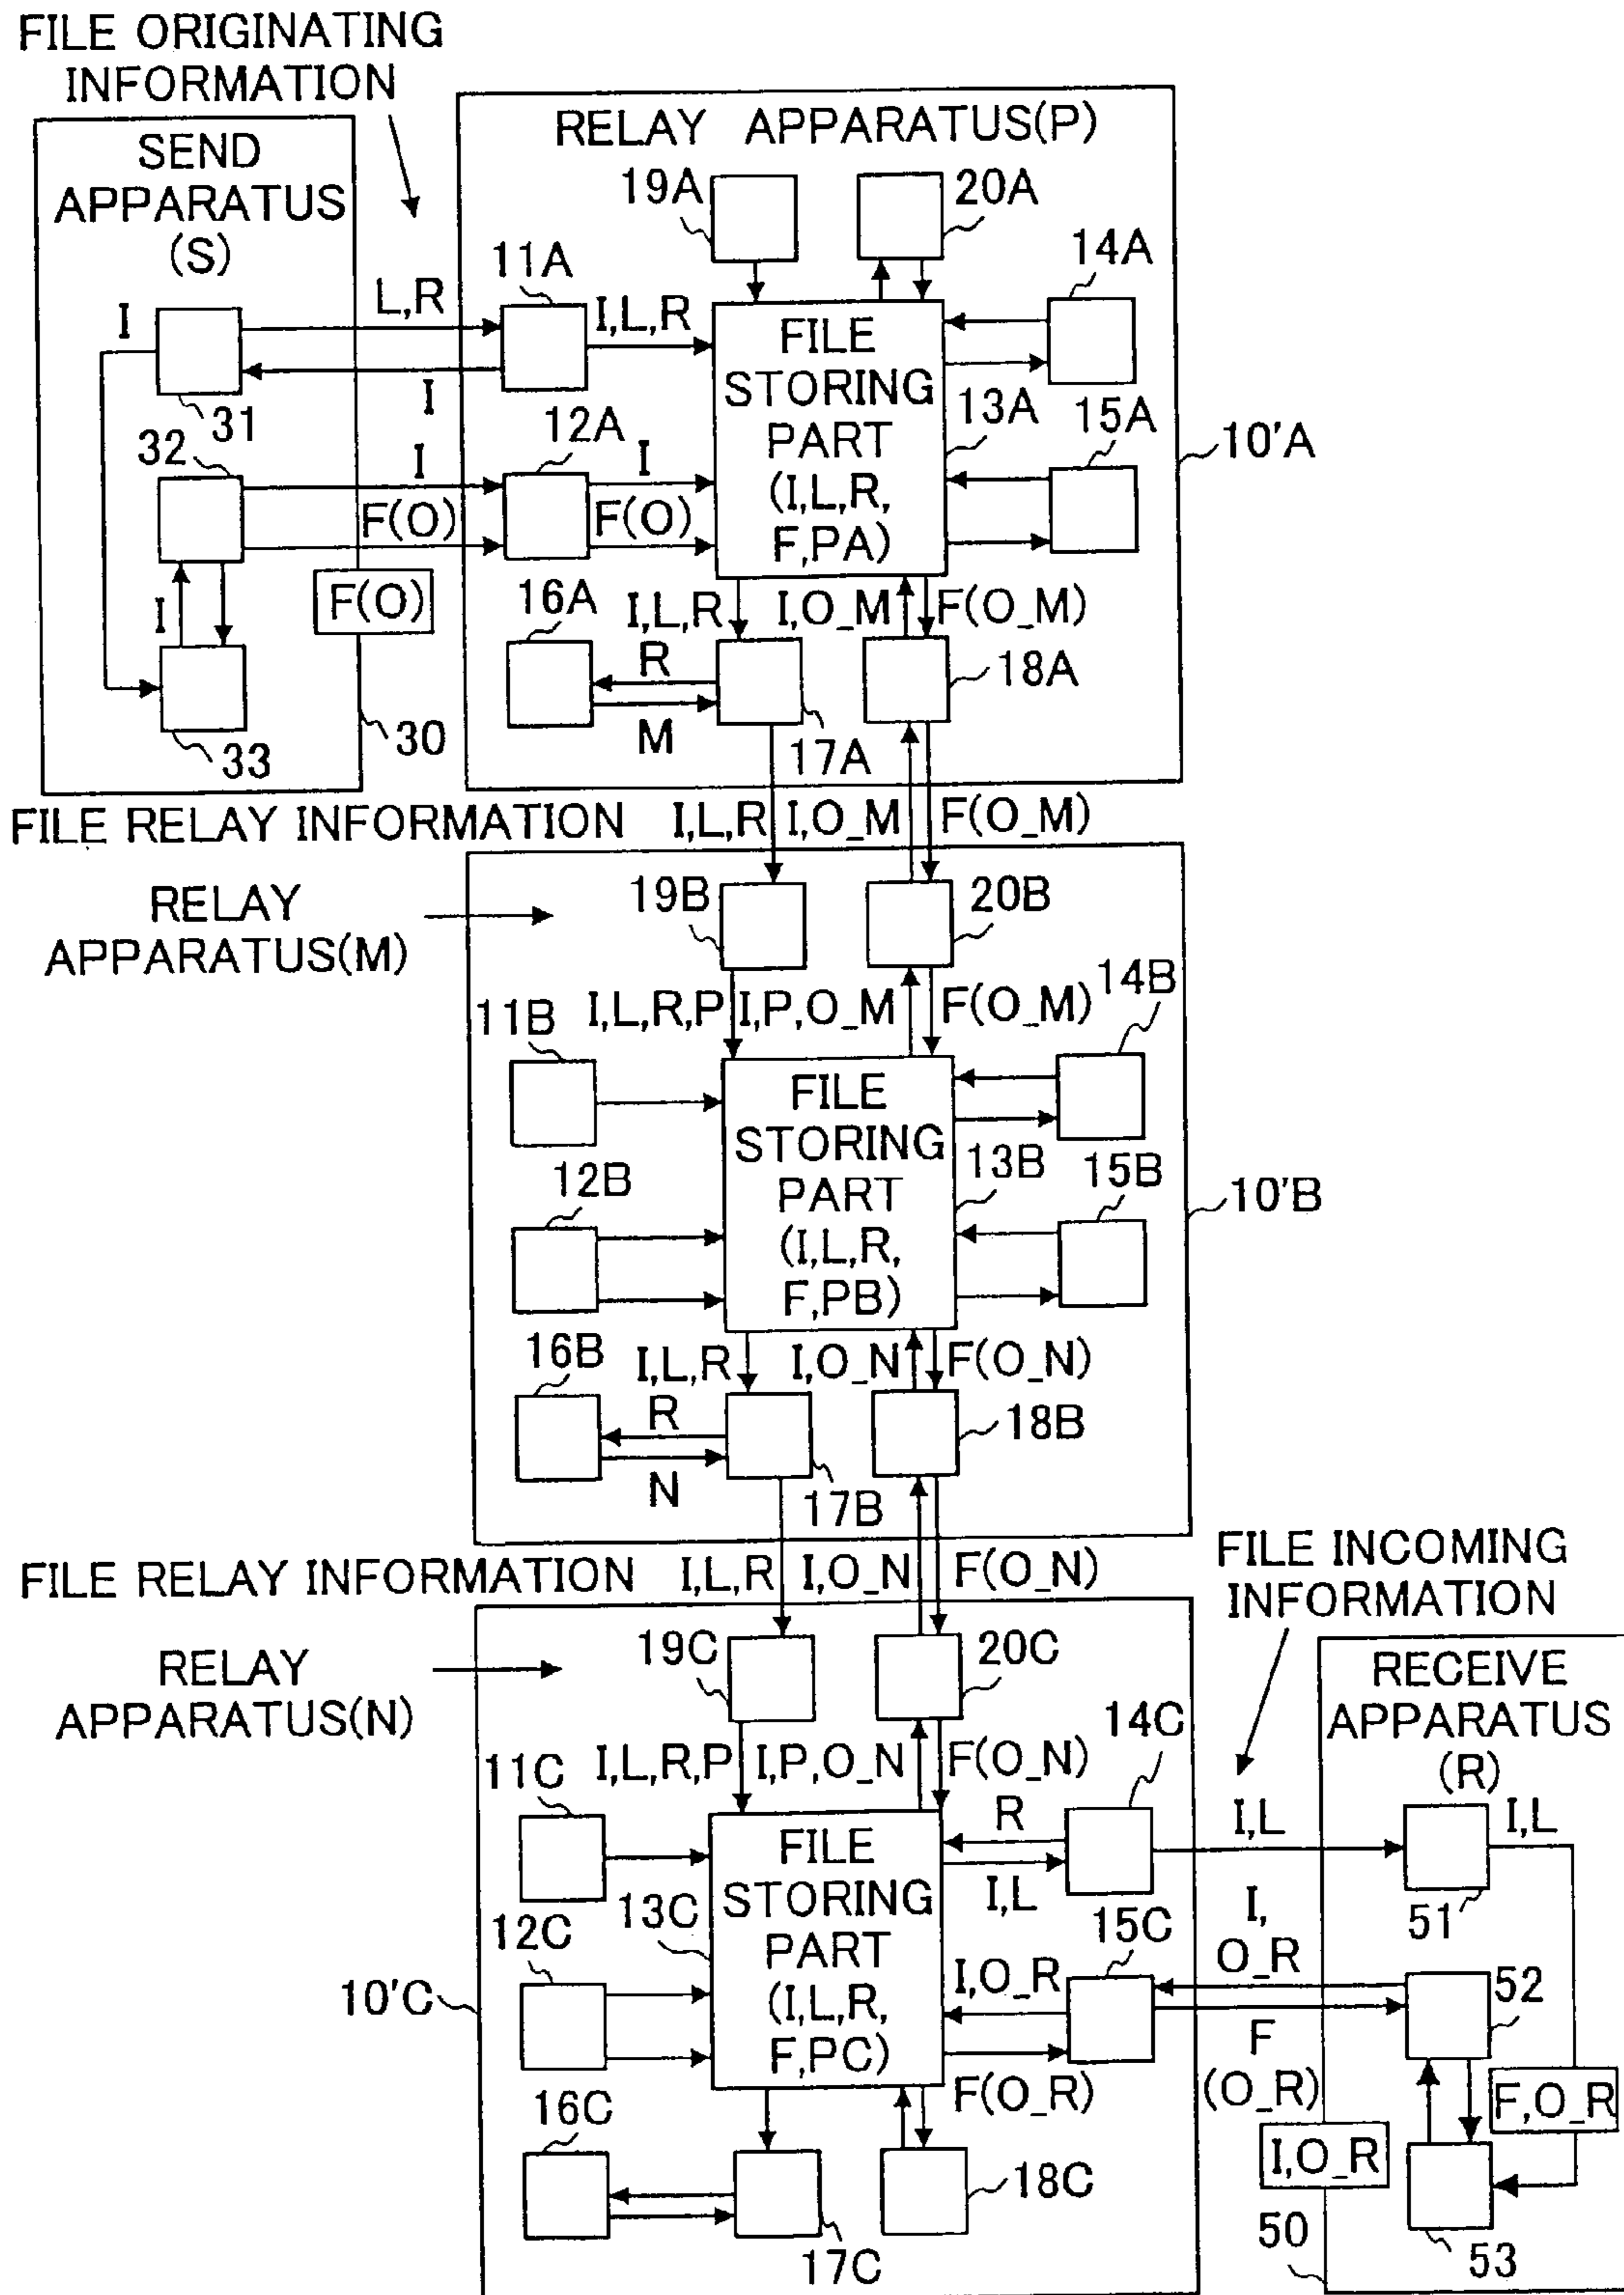 FILE ORIGINATING
INFORMATION
SEND
APPARATUS
(S)
I
L,R
I
31
32
I
F(O)
F(O)
I
33
30
RELAY APPARATUS(P)
19A
20A
11A
I,L,R
14A
FILE
STORING
PART
(I,L,R,
F,PA)
13A
15A
10'A
12A
I
F(O)
16A
I,L,R
I,O_M
F(O_M)
R
M
17A
18A
FILE RELAY INFORMATION
I,L,R
I,O_M
F(O_M)
RELAY
APPARATUS(M)
19B
20B
I,L,R,P
I,P,O_M
F(O_M)
11B
14B
FILE
STORING
PART
(I,L,R,
F,PB)
13B
12B
15B
10'B
16B
I,L,R
I,O_N
F(O_N)
R
N
17B
18B
FILE RELAY INFORMATION
I,L,R
I,O_N
F(O_N)
FILE INCOMING
INFORMATION
RELAY
APPARATUS(N)
19C
20C
I,L,R,P
I,P,O_N
F(O_N)
11C
14C
R
I,L
FILE
STORING
PART
(I,L,R,
F,PC)
13C
12C
15C
I,O_R
F(O_R)
10'C
16C
17C
18C
RECEIVE
APPARATUS
(R)
I,L
I,L
51
I,
O_R
52
F
(O_R)
F,O_R
I,O_R
50
53